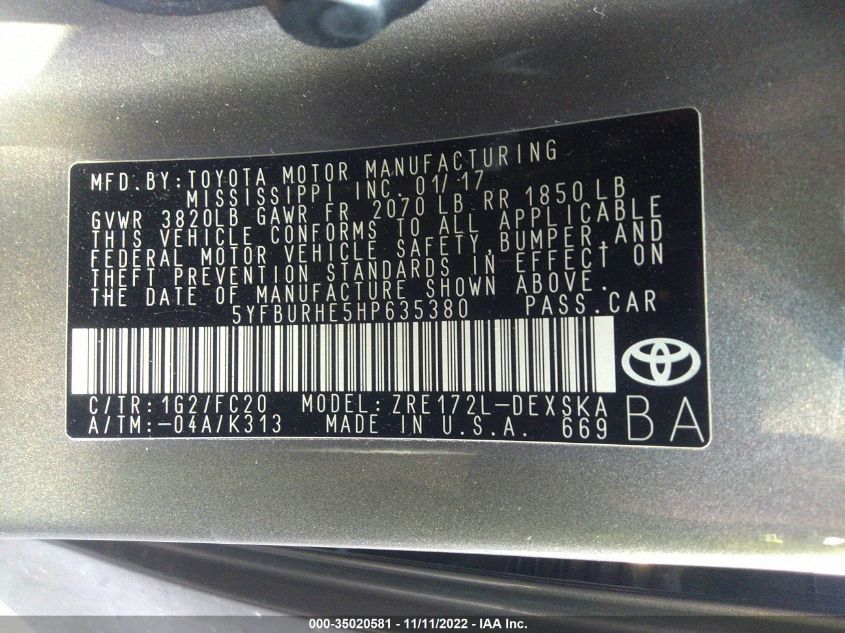 MFD.BY:TOYOTA MOTOR MANUFACTURING
MISSISSIPPI INC. 01/17
GVWR 3820LB GAWR FR 2070 LB RR 1850 LB
THIS VEHICLE CONFORMS TO ALL APPLICABLE
FEDERAL MOTOR VEHICLE SAFETY,BUMPER,AND
THEFT PREVENTION STANDARDS IN EFFECT ON
THE DATE OF MANUFACTURE SHOWN ABOVE.
5YFBURHE5HP635380 PASS.CAR
C/TR:1G2/FC20 MODEL:ZRE172L-DEXSKA
A/TM:-04A/K313 MADE IN U.S.A. 669
BA
000-35020581 - 11/11/2022 - IAA Inc.